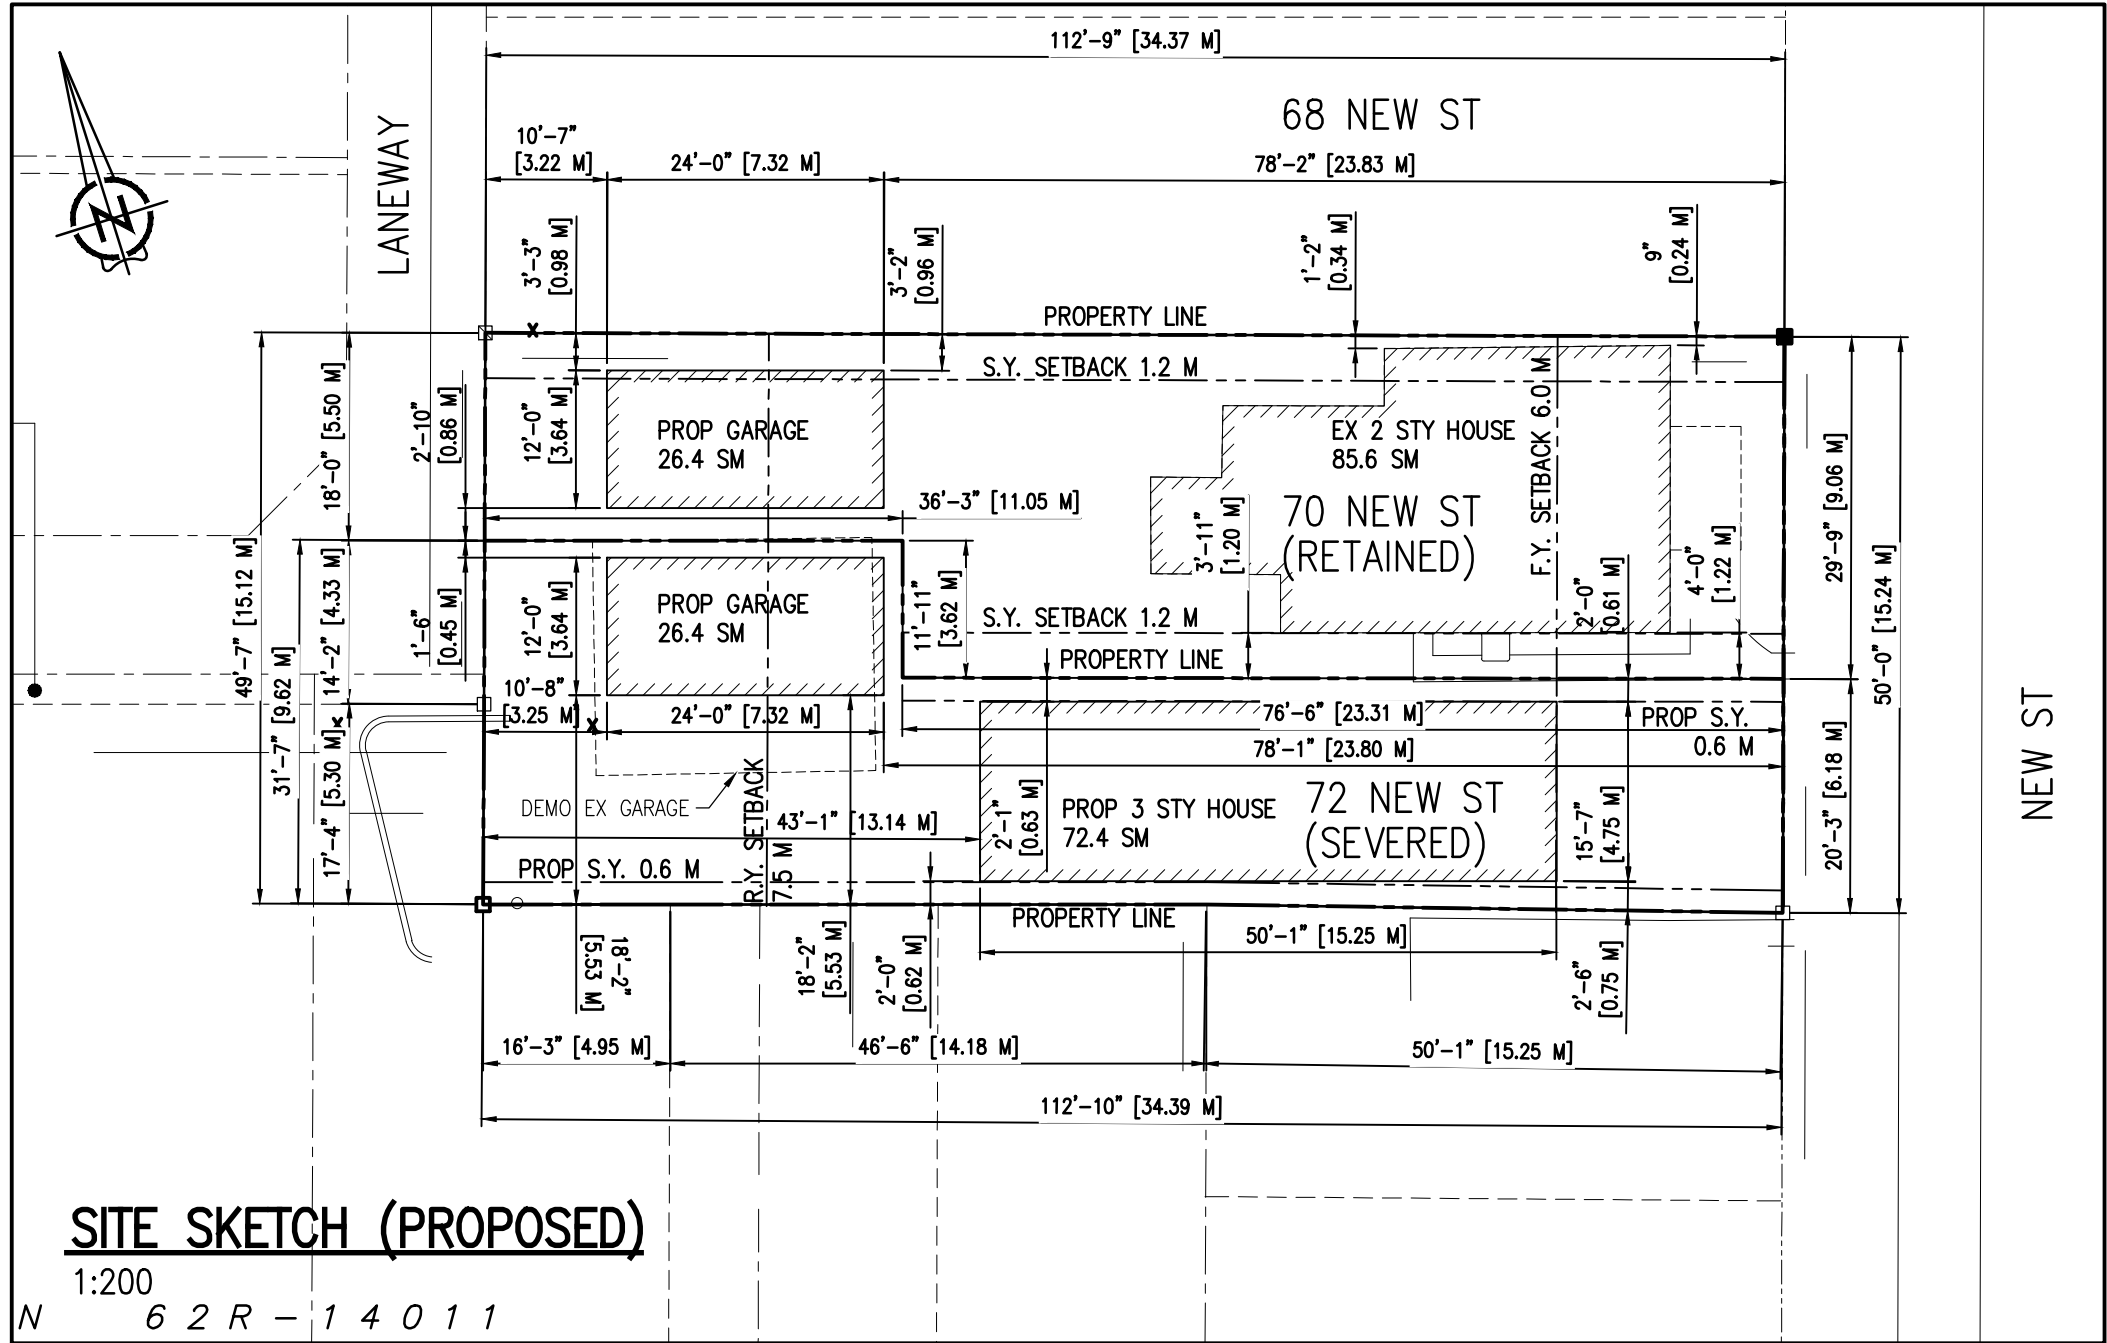 112'-9" [34.37 M]
68 NEW ST
LANEWAY
10'-7"
[3.22 M]
24'-0" [7.32 M]
78'-2" [23.83 M]
N
3'-3"
[0.98 M]
3'-2"
[0.96 M]
1'-2"
[0.34 M]
9"
[0.24 M]
PROPERTY LINE
x
S.Y. SETBACK 1.2 M
18'-0" [5.50 M]
2'-10"
[0.86 M]
12'-0"
[3.64 M]
PROP GARAGE
26.4 SM
EX 2 STY HOUSE
85.6 SM
F.Y. SETBACK 6.0 M
29'-9" [9.06 M]
36'-3" [11.05 M]
70 NEW ST
(RETAINED)
3'-11"
[1.20 M]
49'-7" [15.12 M]
14'-2" [4.33 M]
1'-6"
[0.45 M]
12'-0"
[3.64 M]
PROP GARAGE
26.4 SM
11'-11"
[3.62 M]
S.Y. SETBACK 1.2 M
2'-0"
[0.61 M]
4'-0"
[1.22 M]
50'-0" [15.24 M]
PROPERTY LINE
31'-7" [9.62 M]
10'-8"
[3.25 M]
x
x
24'-0" [7.32 M]
76'-6" [23.31 M]
PROP S.Y.
0.6 M
78'-1" [23.80 M]
NEW ST
17'-4" [5.30 M]
DEMO EX GARAGE
R.Y. SETBACK
7.5 M
43'-1" [13.14 M]
2'-1"
[0.63 M]
PROP 3 STY HOUSE
72.4 SM
72 NEW ST
(SEVERED)
15'-7"
[4.75 M]
20'-3" [6.18 M]
PROP S.Y. 0.6 M
PROPERTY LINE
18'-2"
[5.53 M]
18'-2"
[5.53 M]
2'-0"
[0.62 M]
50'-1" [15.25 M]
2'-6"
[0.75 M]
16'-3" [4.95 M]
46'-6" [14.18 M]
50'-1" [15.25 M]
112'-10" [34.39 M]
SITE SKETCH (PROPOSED)
1:200
N 62R-14011